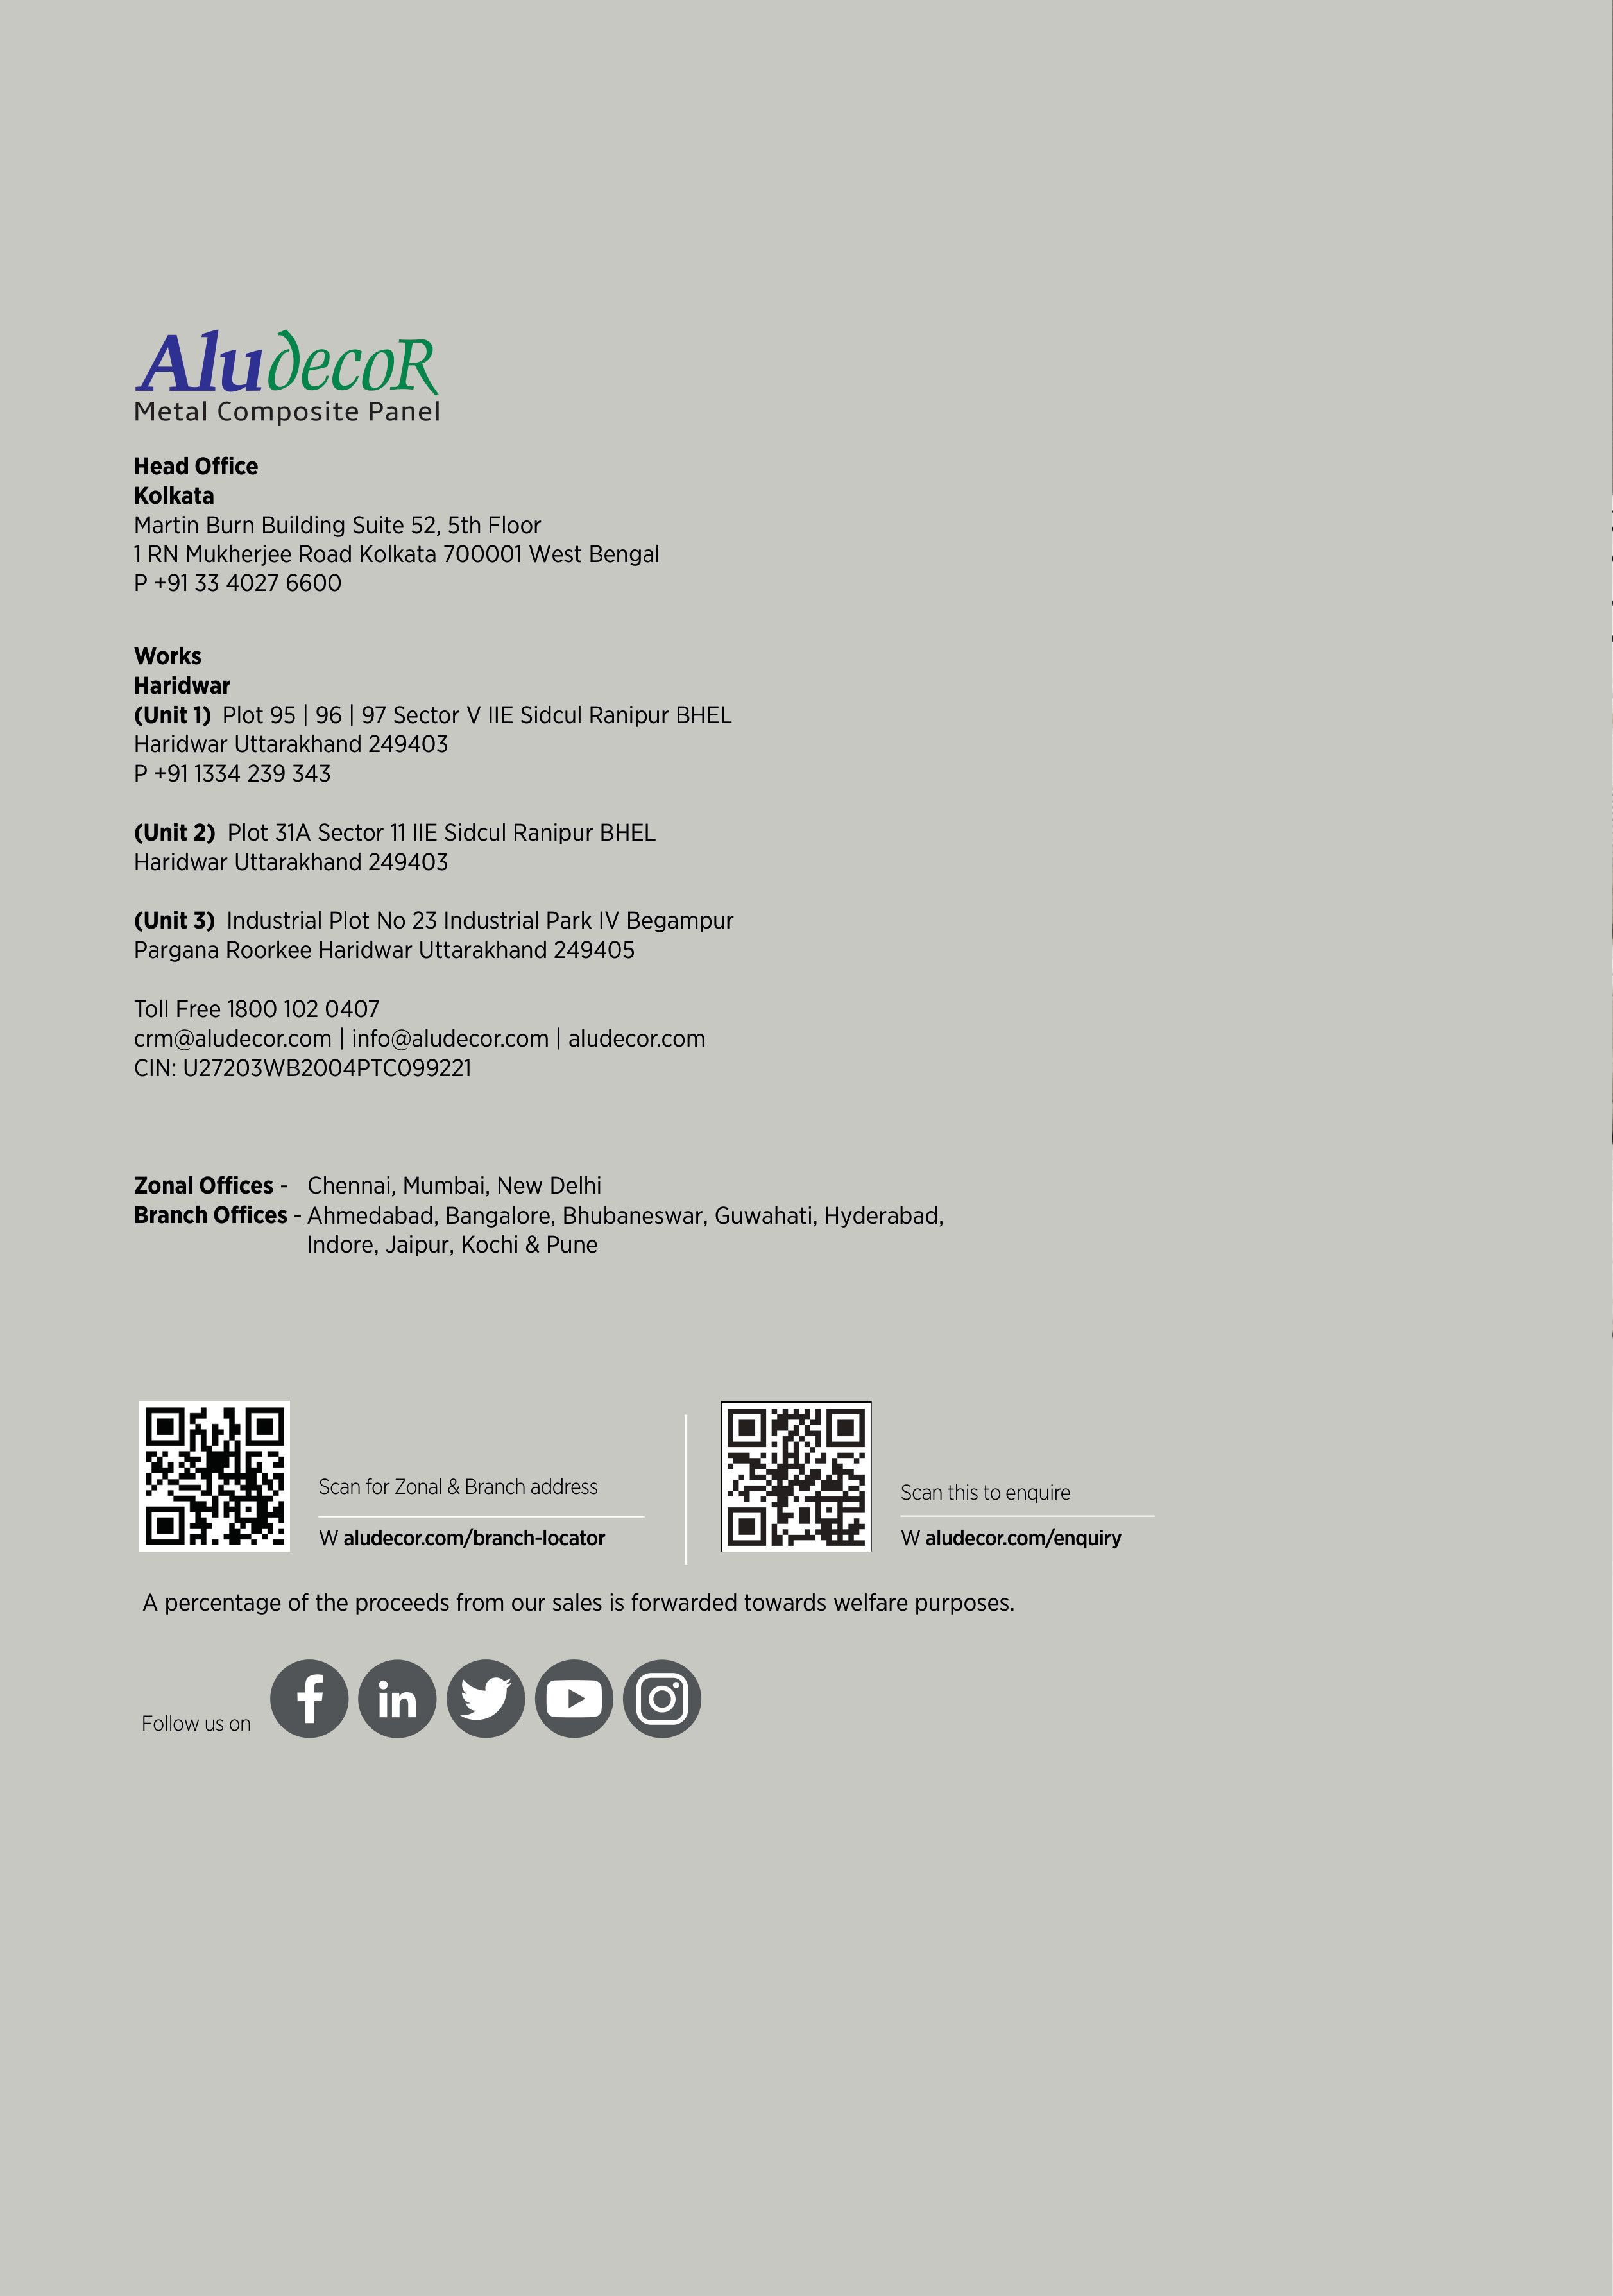 AludecoR
Metal Composite Panel
Head Office
Kolkata
Martin Burn Building Suite 52, 5th Floor
1 RN Mukherjee Road Kolkata 700001 West Bengal
P +91 33 4027 6600
Works
Haridwar
(Unit 1) Plot 95 | 96 | 97 Sector V IIE Sidcul Ranipur BHEL
Haridwar Uttarakhand 249403
P +91 1334 239 343
(Unit 2) Plot 31A Sector 11 IIE Sidcul Ranipur BHEL
Haridwar Uttarakhand 249403
(Unit 3) Industrial Plot No 23 Industrial Park IV Begampur
Pargana Roorkee Haridwar Uttarakhand 249405
Toll Free 1800 102 0407
crm@aludecor.com | info@aludecor.com | aludecor.com
CIN: U27203WB2004PTC099221
Zonal Offices - Chennai, Mumbai, New Delhi
Branch Offices - Ahmedabad, Bangalore, Bhubaneswar, Guwahati, Hyderabad,
Indore, Jaipur, Kochi & Pune
Scan for Zonal & Branch address
W aludecor.com/branch-locator
Scan this to enquire
W aludecor.com/enquiry
A percentage of the proceeds from our sales is forwarded towards welfare purposes.
Follow us on